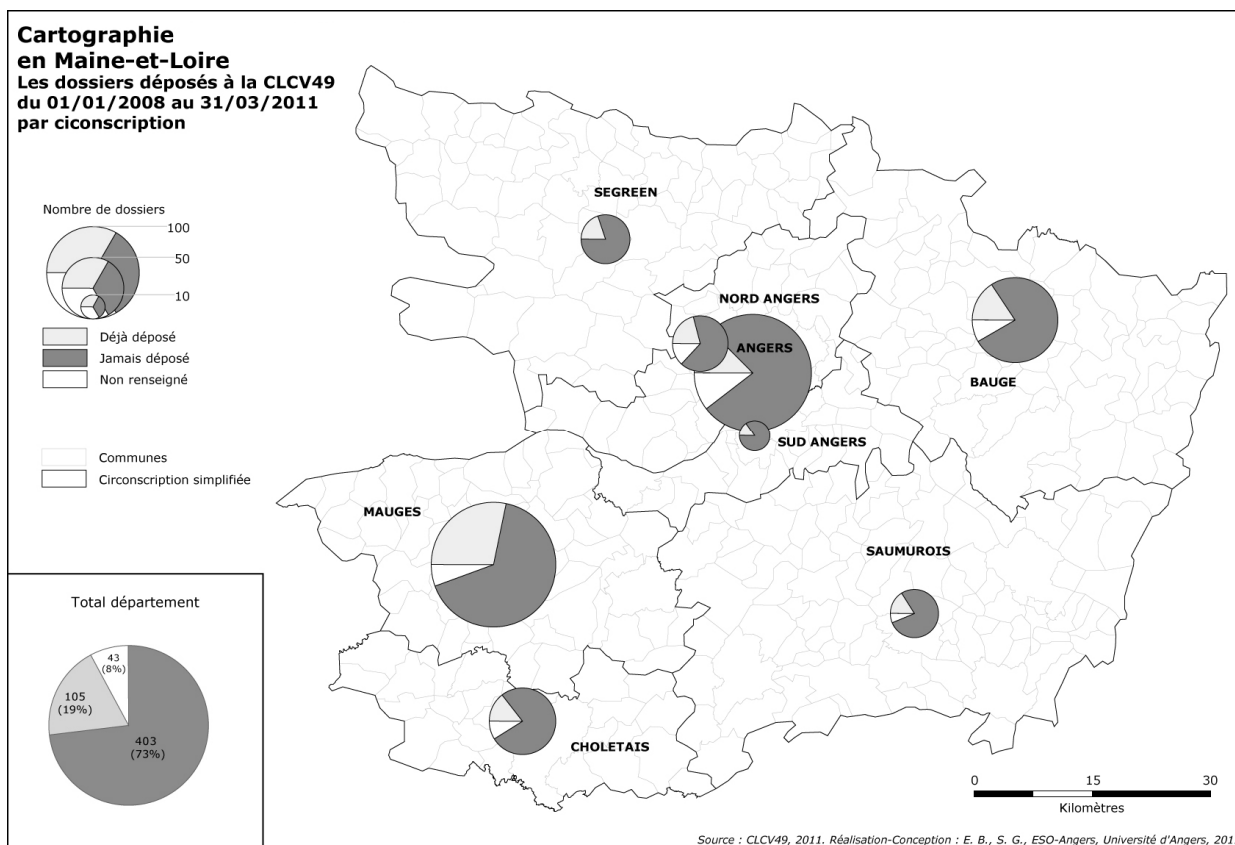 Cartographie
en Maine-et-Loire
Les dossiers déposés à la CLCV49
du 01/01/2008 au 31/03/2011
par ciconscription
Nombre de dossiers
100
50
10
Déjà déposé
Jamais déposé
Non renseigné
Communes
Circonscription simplifiée
SEGREEN
NORD ANGERS
ANGERS
BAUGE
SUD ANGERS
MAUGES
SAUMUROIS
CHOLETAIS
Total département
43
(8%)
105
(19%)
403
(73%)
0 15 30
Kilomètres
Source : CLCV49, 2011. Réalisation-Conception : E. B., S. G., ESO-Angers, Université d'Angers, 201